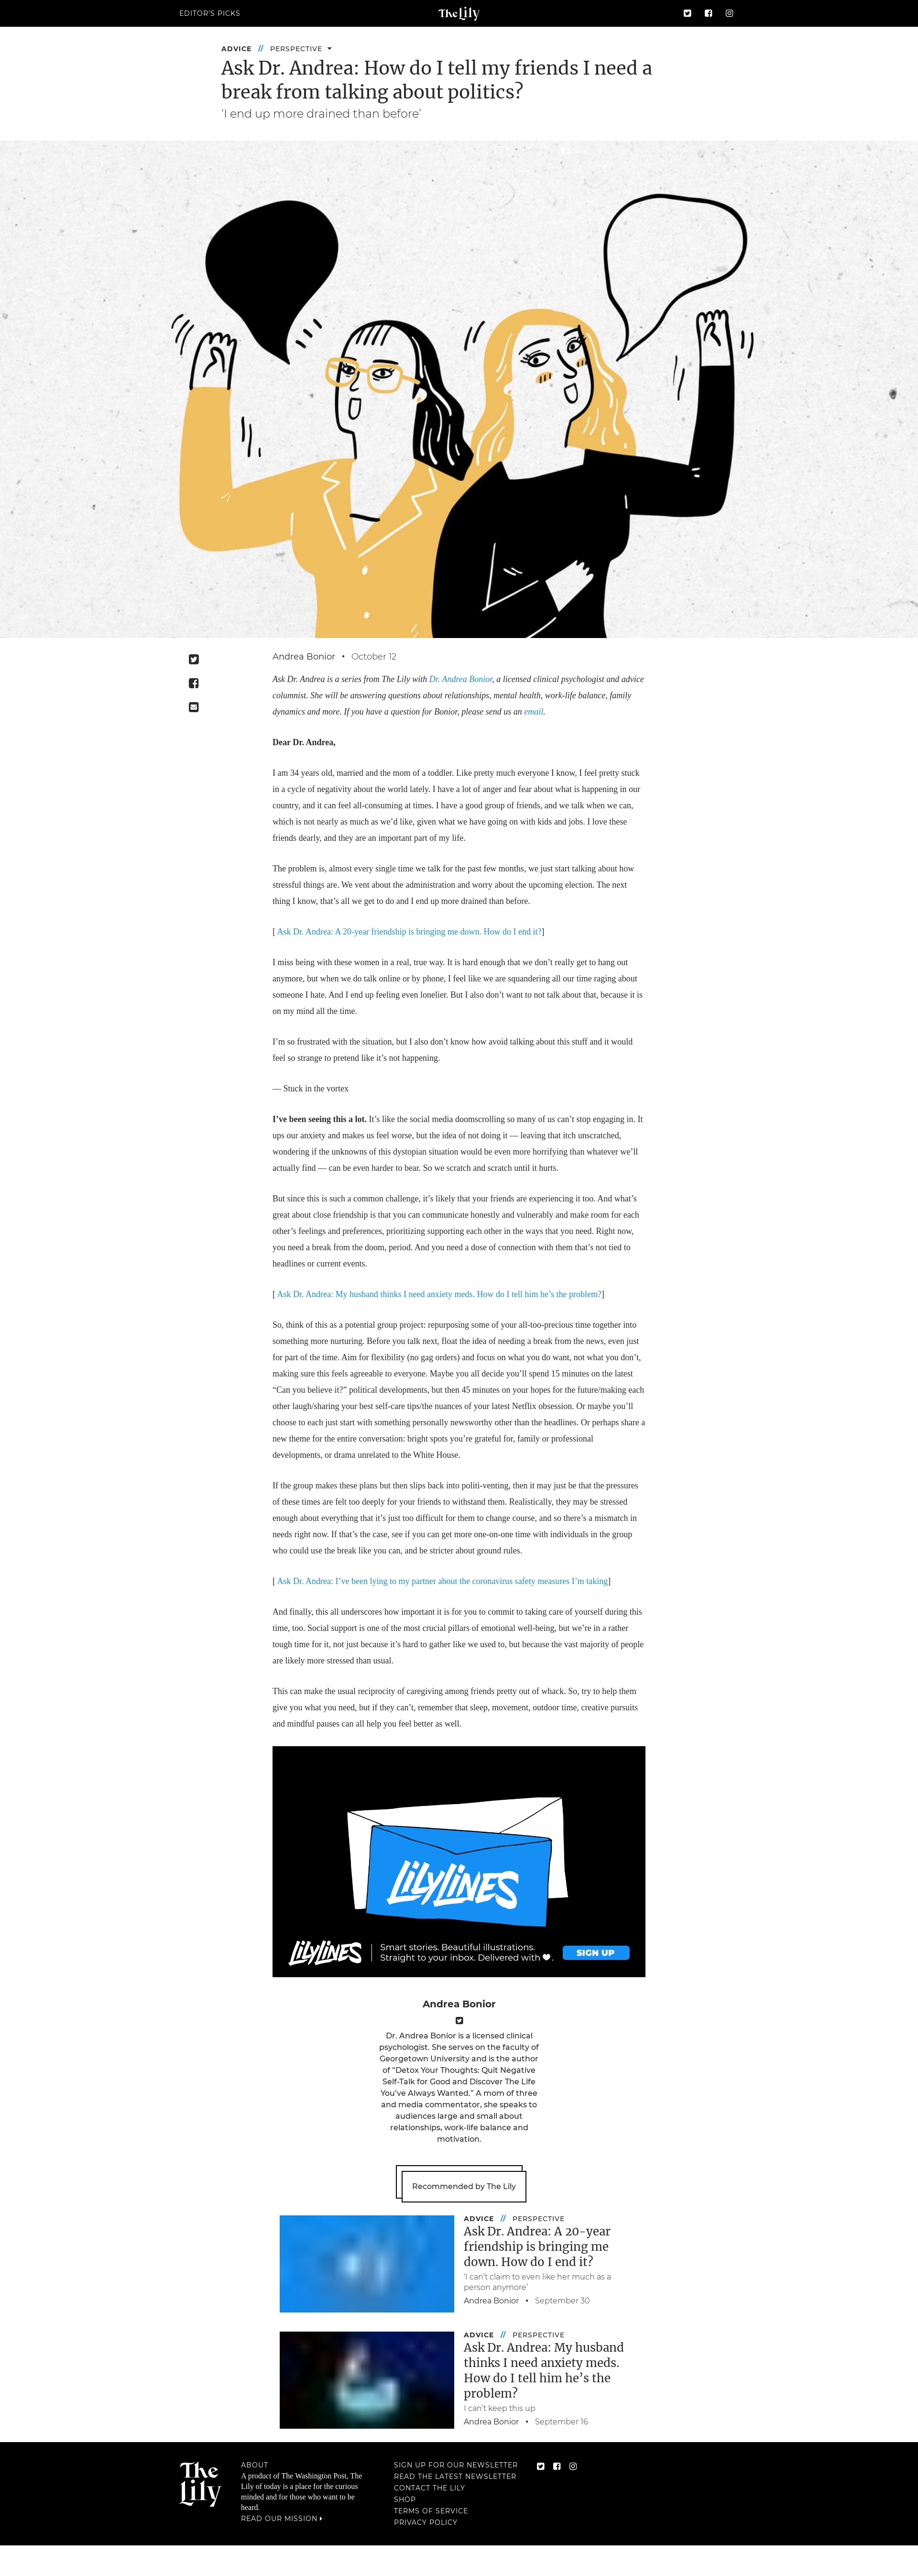 EDITOR'S PICKS
The Lily
ADVICE // PERSPECTIVE
Ask Dr. Andrea: How do I tell my friends I need a
break from talking about politics?
‘I end up more drained than before’
Andrea Bonior • October 12
Ask Dr. Andrea is a series from The Lily with Dr. Andrea Bonior, a licensed clinical psychologist and advice
columnist. She will be answering questions about relationships, mental health, work-life balance, family
dynamics and more. If you have a question for Bonior, please send us an email.
Dear Dr. Andrea,
I am 34 years old, married and the mom of a toddler. Like pretty much everyone I know, I feel pretty stuck
in a cycle of negativity about the world lately. I have a lot of anger and fear about what is happening in our
country, and it can feel all-consuming at times. I have a good group of friends, and we talk when we can,
which is not nearly as much as we’d like, given what we have going on with kids and jobs. I love these
friends dearly, and they are an important part of my life.
The problem is, almost every single time we talk for the past few months, we just start talking about how
stressful things are. We vent about the administration and worry about the upcoming election. The next
thing I know, that’s all we get to do and I end up more drained than before.
[ Ask Dr. Andrea: A 20-year friendship is bringing me down. How do I end it?]
I miss being with these women in a real, true way. It is hard enough that we don’t really get to hang out
anymore, but when we do talk online or by phone, I feel like we are squandering all our time raging about
someone I hate. And I end up feeling even lonelier. But I also don’t want to not talk about that, because it is
on my mind all the time.
I’m so frustrated with the situation, but I also don’t know how avoid talking about this stuff and it would
feel so strange to pretend like it’s not happening.
— Stuck in the vortex
I’ve been seeing this a lot. It’s like the social media doomscrolling so many of us can’t stop engaging in. It
ups our anxiety and makes us feel worse, but the idea of not doing it — leaving that itch unscratched,
wondering if the unknowns of this dystopian situation would be even more horrifying than whatever we’ll
actually find — can be even harder to bear. So we scratch and scratch until it hurts.
But since this is such a common challenge, it’s likely that your friends are experiencing it too. And what’s
great about close friendship is that you can communicate honestly and vulnerably and make room for each
other’s feelings and preferences, prioritizing supporting each other in the ways that you need. Right now,
you need a break from the doom, period. And you need a dose of connection with them that’s not tied to
headlines or current events.
[ Ask Dr. Andrea: My husband thinks I need anxiety meds. How do I tell him he’s the problem?]
So, think of this as a potential group project: repurposing some of your all-too-precious time together into
something more nurturing. Before you talk next, float the idea of needing a break from the news, even just
for part of the time. Aim for flexibility (no gag orders) and focus on what you do want, not what you don’t,
making sure this feels agreeable to everyone. Maybe you all decide you’ll spend 15 minutes on the latest
“Can you believe it?” political developments, but then 45 minutes on your hopes for the future/making each
other laugh/sharing your best self-care tips/the nuances of your latest Netflix obsession. Or maybe you’ll
choose to each just start with something personally newsworthy other than the headlines. Or perhaps share a
new theme for the entire conversation: bright spots you’re grateful for, family or professional
developments, or drama unrelated to the White House.
If the group makes these plans but then slips back into politi-venting, then it may just be that the pressures
of these times are felt too deeply for your friends to withstand them. Realistically, they may be stressed
enough about everything that it’s just too difficult for them to change course, and so there’s a mismatch in
needs right now. If that’s the case, see if you can get more one-on-one time with individuals in the group
who could use the break like you can, and be stricter about ground rules.
[ Ask Dr. Andrea: I’ve been lying to my partner about the coronavirus safety measures I’m taking]
And finally, this all underscores how important it is for you to commit to taking care of yourself during this
time, too. Social support is one of the most crucial pillars of emotional well-being, but we’re in a rather
tough time for it, not just because it’s hard to gather like we used to, but because the vast majority of people
are likely more stressed than usual.
This can make the usual reciprocity of caregiving among friends pretty out of whack. So, try to help them
give you what you need, but if they can’t, remember that sleep, movement, outdoor time, creative pursuits
and mindful pauses can all help you feel better as well.
LILYLINES
LILYLINES
Smart stories. Beautiful illustrations.
Straight to your inbox. Delivered with ♥.
SIGN UP
Andrea Bonior
Dr. Andrea Bonior is a licensed clinical
psychologist. She serves on the faculty of
Georgetown University and is the author
of “Detox Your Thoughts: Quit Negative
Self-Talk for Good and Discover The Life
You’ve Always Wanted.” A mom of three
and media commentator, she speaks to
audiences large and small about
relationships, work-life balance and
motivation.
Recommended by The Lily
ADVICE // PERSPECTIVE
Ask Dr. Andrea: A 20-year
friendship is bringing me
down. How do I end it?
‘I can’t claim to even like her much as a
person anymore’
Andrea Bonior • September 30
ADVICE // PERSPECTIVE
Ask Dr. Andrea: My husband
thinks I need anxiety meds.
How do I tell him he’s the
problem?
I can’t keep this up
Andrea Bonior • September 16
The
Lily
ABOUT
A product of The Washington Post, The
Lily of today is a place for the curious
minded and for those who want to be
heard.
READ OUR MISSION
SIGN UP FOR OUR NEWSLETTER
READ THE LATEST NEWSLETTER
CONTACT THE LILY
SHOP
TERMS OF SERVICE
PRIVACY POLICY